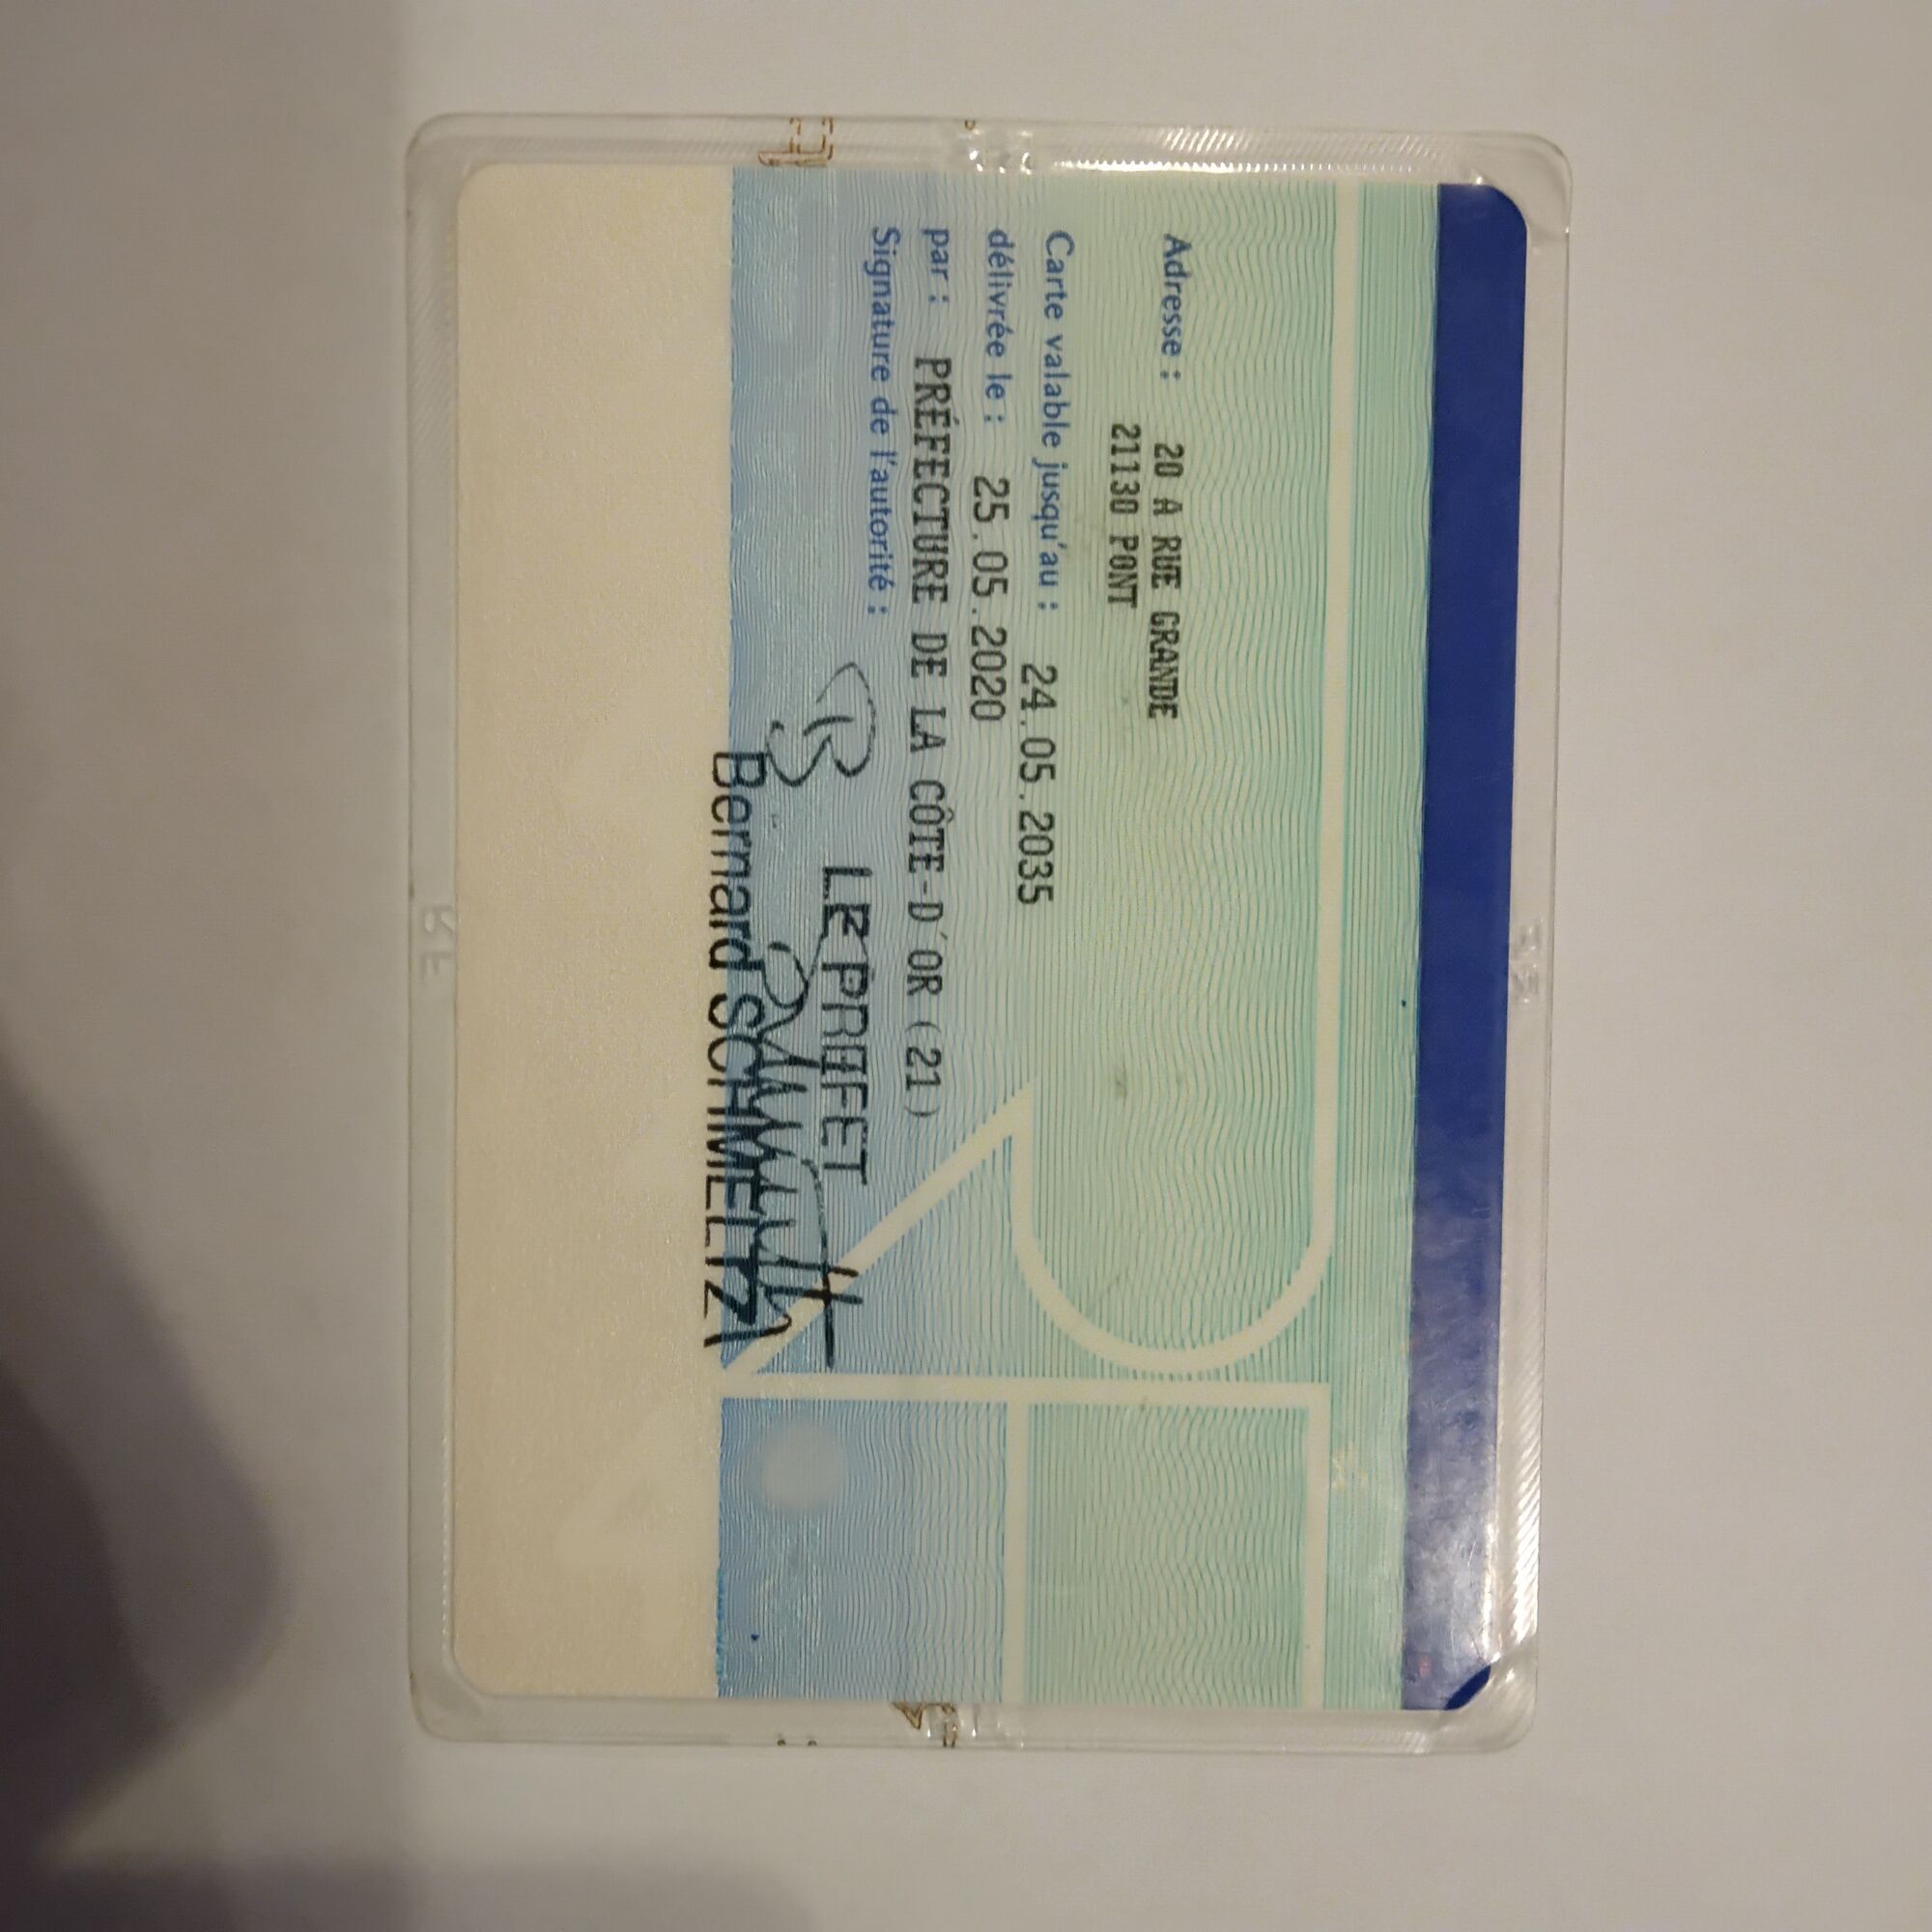 Adresse : 20 A RUE GRANDE
21130 PONT
Carte valable jusqu'au : 24.05.2035
délivrée le : 25.05.2020
par : PRÉFECTURE DE LA CÔTE-D'OR (21)
Signature de l'autorité :
LE PRÉFET
Bernard SCHMELTZ